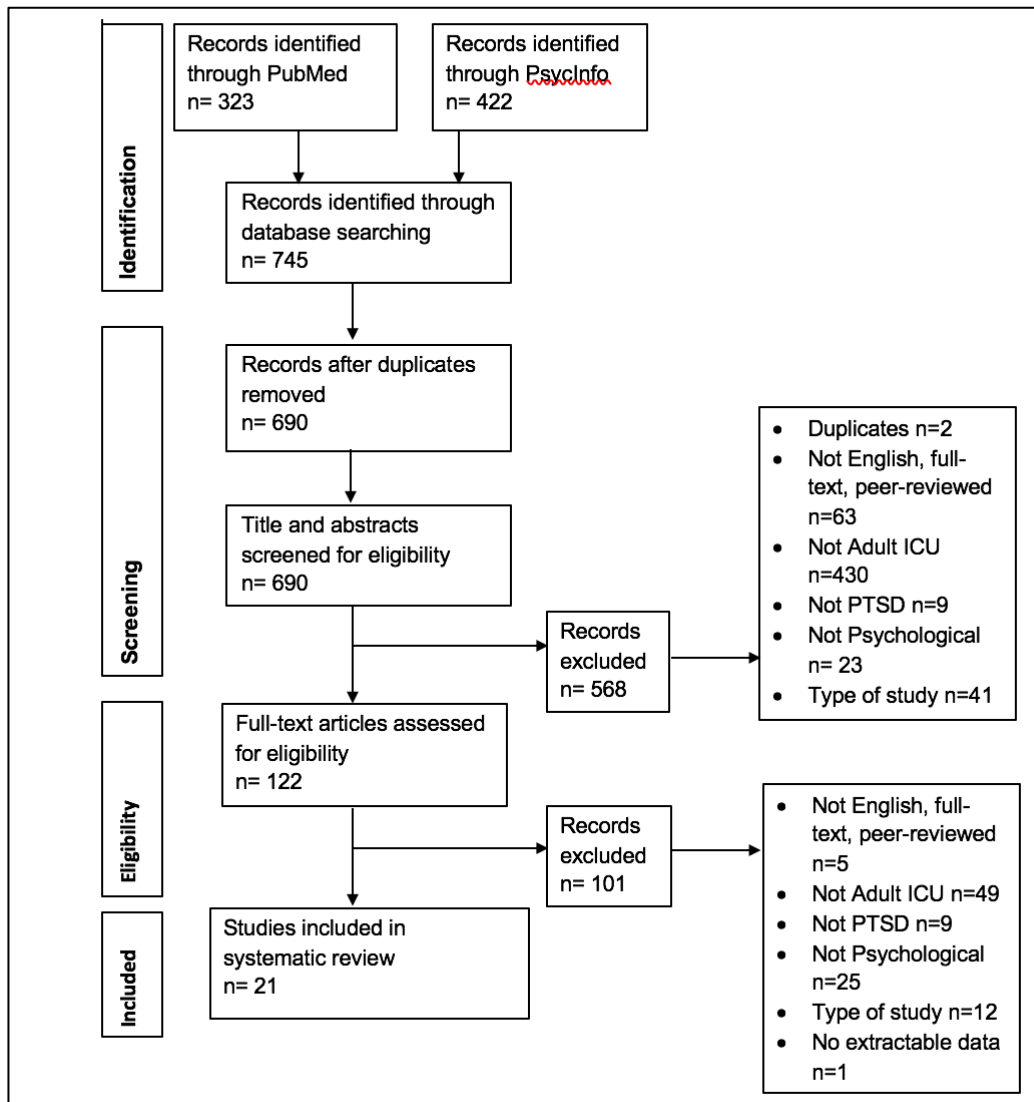 Identification
Records identified
through PubMed
n= 323
Records identified
through PsycInfo
n= 422
Records identified through
database searching
n= 745
Screening
Records after duplicates
removed
n= 690
Title and abstracts
screened for eligibility
n= 690
Records
excluded
n= 568
• Duplicates n=2
• Not English, full-
text, peer-reviewed
n=63
• Not Adult ICU
n=430
• Not PTSD n=9
• Not Psychological
n= 23
• Type of study n=41
Eligibility
Full-text articles assessed
for eligibility
n= 122
Records
excluded
n= 101
• Not English, full-
text, peer-reviewed
n=5
• Not Adult ICU n=49
• Not PTSD n=9
• Not Psychological
n=25
• Type of study n=12
• No extractable data
n=1
Included
Studies included in
systematic review
n= 21